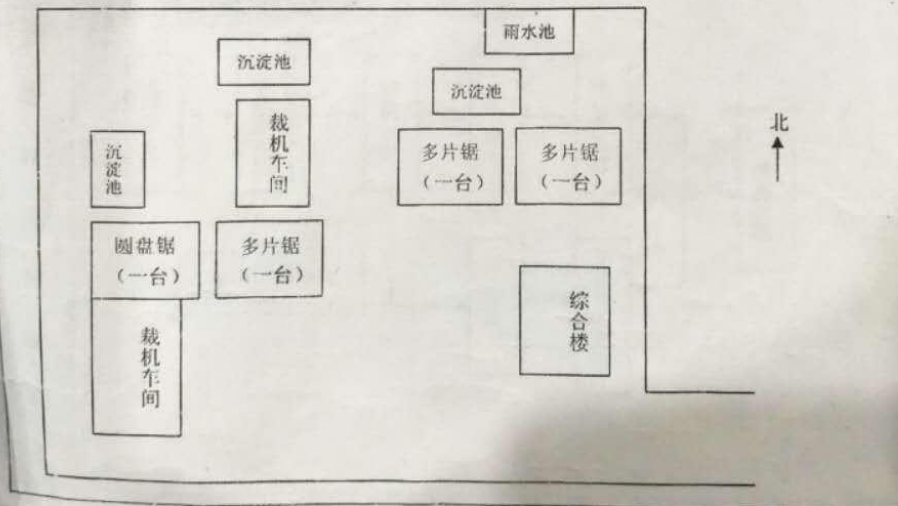 雨水池
沉淀池
沉淀池
裁机车间
北
多片锯
（一台）
多片锯
（一台）
沉淀池
圆盘锯
（一台）
多片锯
（一台）
综合楼
裁机车间